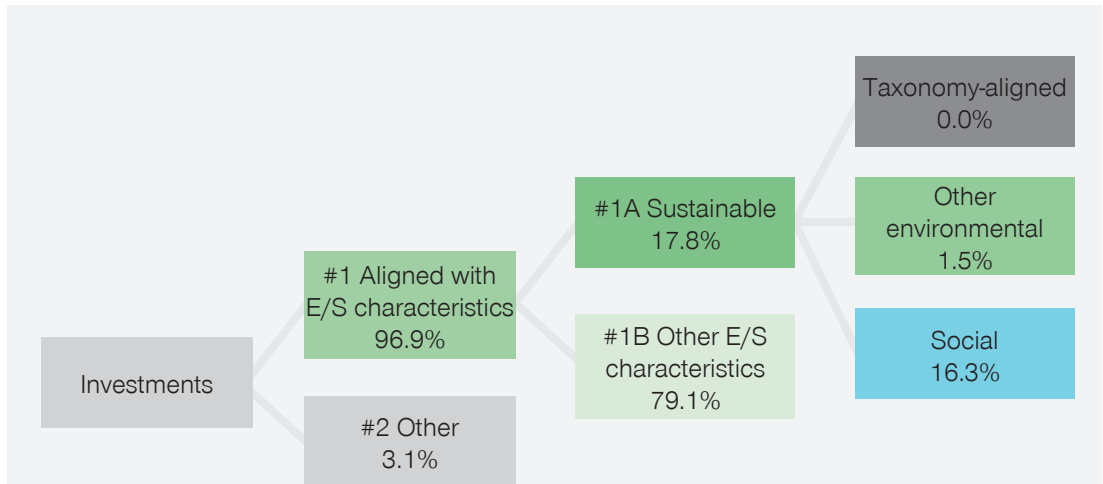 Investments
#1 Aligned with
E/S characteristics
96.9%
#2 Other
3.1%
#1A Sustainable
17.8%
#1B Other E/S
characteristics
79.1%
Taxonomy-aligned
0.0%
Other
environmental
1.5%
Social
16.3%